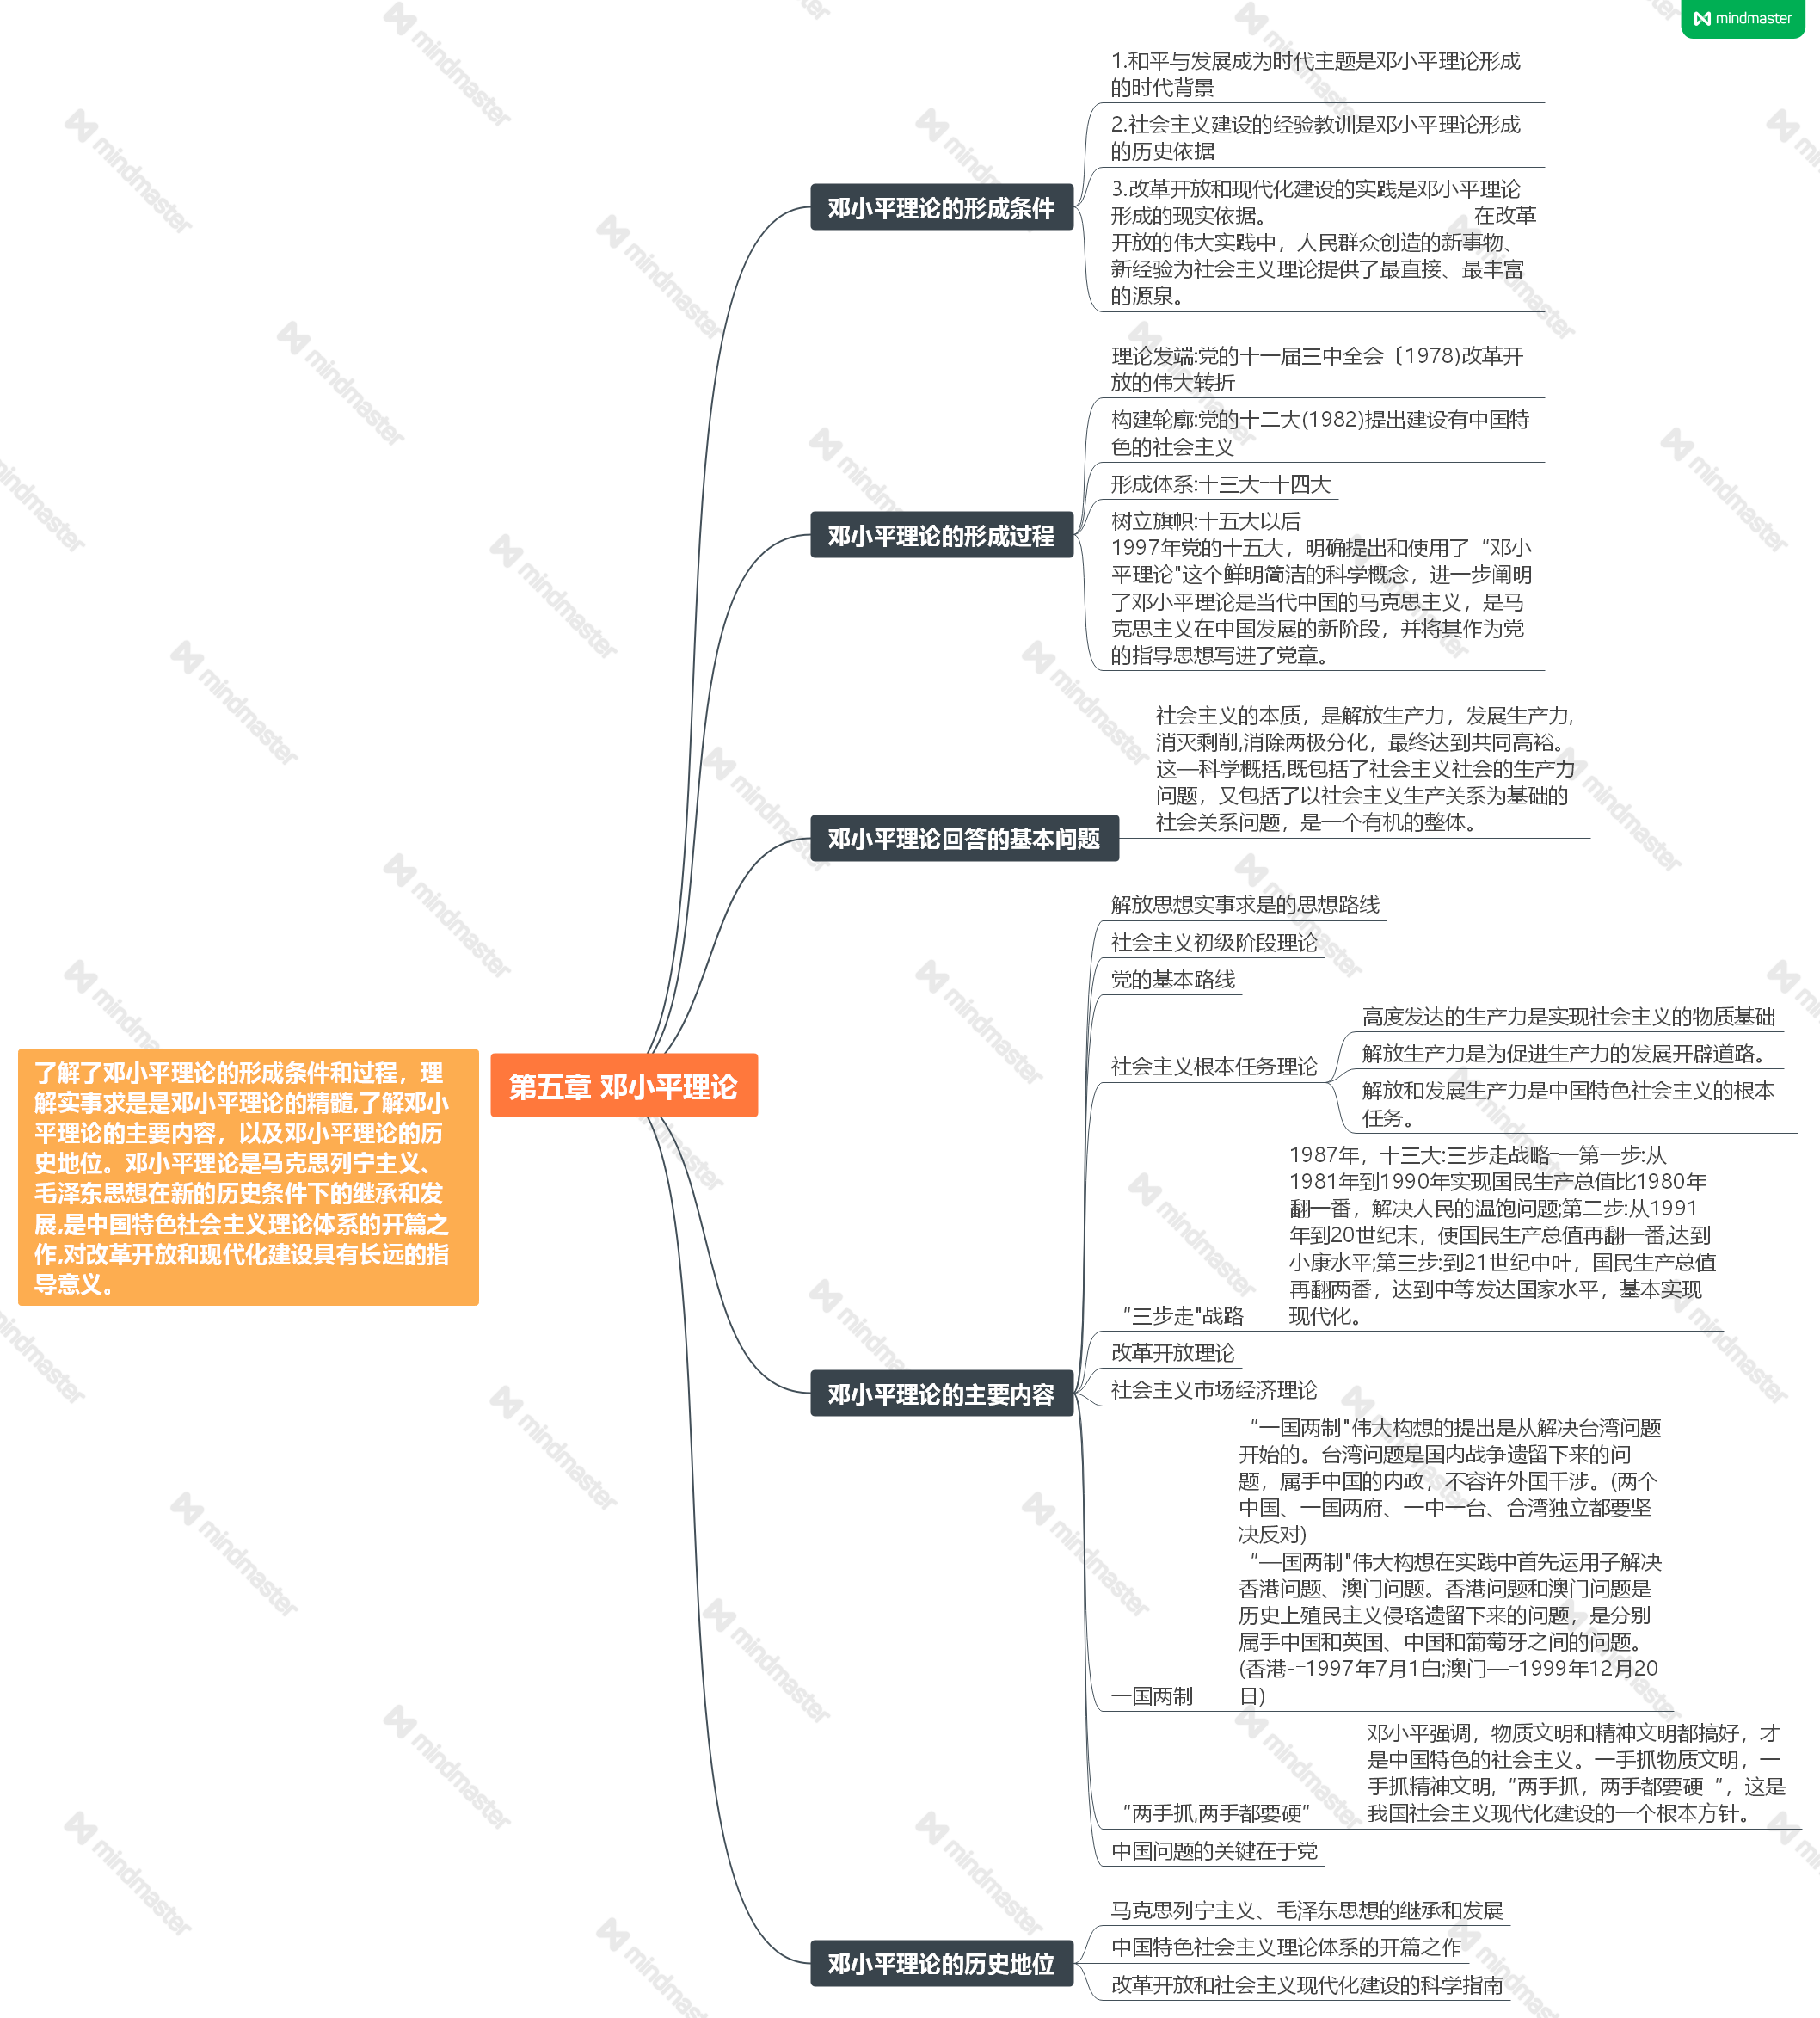 mindmaster
1.和平与发展成为时代主题是邓小平理论形成
的时代背景
2.社会主义建设的经验教训是邓小平理论形成
的历史依据
邓小平理论的形成条件
3.改革开放和现代化建设的实践是邓小平理论
形成的现实依据。 在改革
开放的伟大实践中，人民群众创造的新事物、
新经验为社会主义理论提供了最直接、最丰富
的源泉。
理论发端:党的十一届三中全会〔1978)改革开
放的伟大转折
构建轮廓:党的十二大(1982)提出建设有中国特
色的社会主义
形成体系:十三大–十四大
邓小平理论的形成过程
树立旗帜:十五大以后
1997年党的十五大，明确提出和使用了“邓小
平理论"这个鲜明简洁的科学概念，进一步阐明
了邓小平理论是当代中国的马克思主义，是马
克思主义在中国发展的新阶段，并将其作为党
的指导思想写进了党章。
社会主义的本质，是解放生产力，发展生产力,
消灭剩削,消除两极分化，最终达到共同高裕。
这—科学概括,既包括了社会主义社会的生产力
问题，又包括了以社会主义生产关系为基础的
社会关系问题，是一个有机的整体。
邓小平理论回答的基本问题
解放思想实事求是的思想路线
社会主义初级阶段理论
党的基本路线
社会主义根本任务理论
高度发达的生产力是实现社会主义的物质基础
解放生产力是为促进生产力的发展开辟道路。
解放和发展生产力是中国特色社会主义的根本
任务。
第五章 邓小平理论
了解了邓小平理论的形成条件和过程，理
解实事求是是邓小平理论的精髓,了解邓小
平理论的主要内容，以及邓小平理论的历
史地位。邓小平理论是马克思列宁主义、
毛泽东思想在新的历史条件下的继承和发
展,是中国特色社会主义理论体系的开篇之
作,对改革开放和现代化建设具有长远的指
导意义。
1987年，十三大:三步走战略–—第一步:从
1981年到1990年实现国民生产总值比1980年
翻一番，解决人民的温饱问题;第二步:从1991
年到20世纪末，使国民生产总值再翻一番,达到
小康水平;第三步:到21世纪中叶，国民生产总值
再翻两番，达到中等发达国家水平，基本实现
现代化。
“三步走"战路
改革开放理论
社会主义市场经济理论
邓小平理论的主要内容
“一国两制"伟大构想的提出是从解决台湾问题
开始的。台湾问题是国内战争遗留下来的问
题，属手中国的内政，不容许外国干涉。(两个
中国、一国两府、一中一台、合湾独立都要坚
决反对)
“—国两制"伟大构想在实践中首先运用子解决
香港问题、澳门问题。香港问题和澳门问题是
历史上殖民主义侵珞遗留下来的问题，是分别
属手中国和英国、中国和葡萄牙之间的问题。
(香港-–1997年7月1白;澳门—–1999年12月20
日)
一国两制
邓小平强调，物质文明和精神文明都搞好，才
是中国特色的社会主义。一手抓物质文明，一
手抓精神文明,“两手抓，两手都要硬“，这是
我国社会主义现代化建设的一个根本方针。
“两手抓,两手都要硬”
中国问题的关键在于党
马克思列宁主义、毛泽东思想的继承和发展
中国特色社会主义理论体系的开篇之作
邓小平理论的历史地位
改革开放和社会主义现代化建设的科学指南